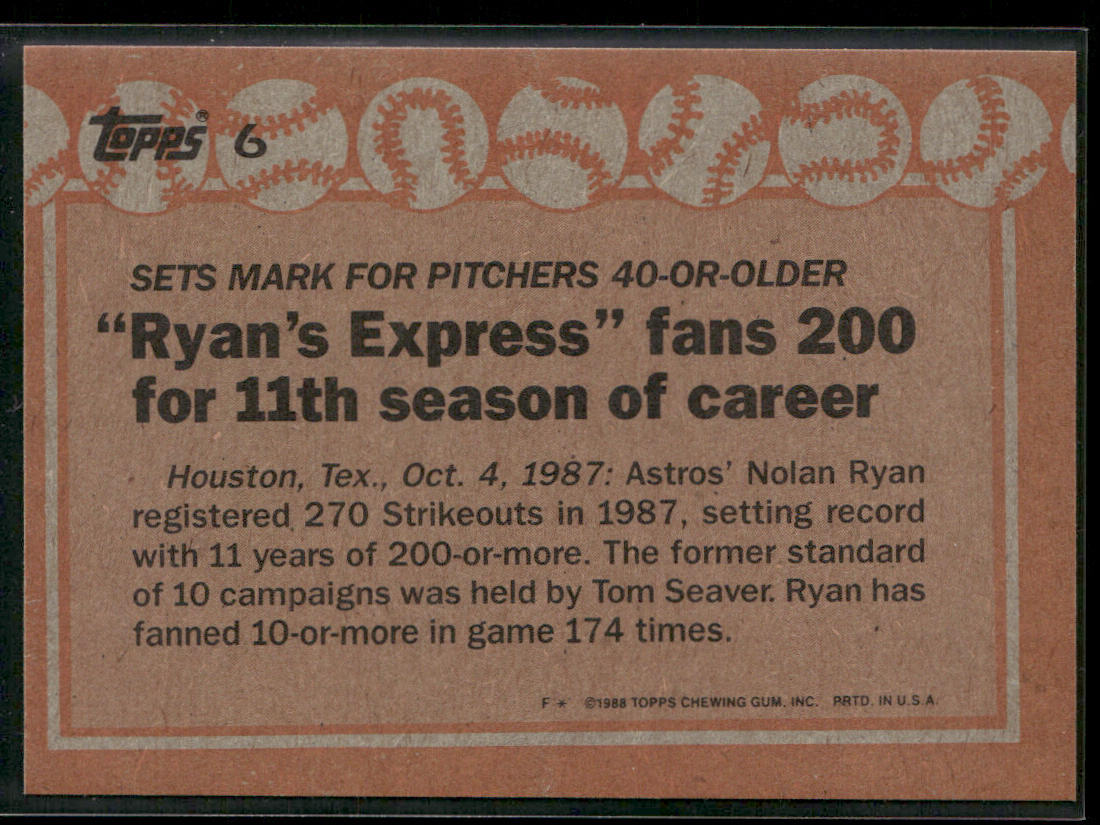 Topps® 6
SETS MARK FOR PITCHERS 40-OR-OLDER
“Ryan’s Express” fans 200
for 11th season of career
Houston, Tex., Oct. 4, 1987: Astros’ Nolan Ryan
registered 270 Strikeouts in 1987, setting record
with 11 years of 200-or-more. The former standard
of 10 campaigns was held by Tom Seaver. Ryan has
fanned 10-or-more in game 174 times.
F * ©1988 TOPPS CHEWING GUM, INC. PRTD. IN U.S.A.